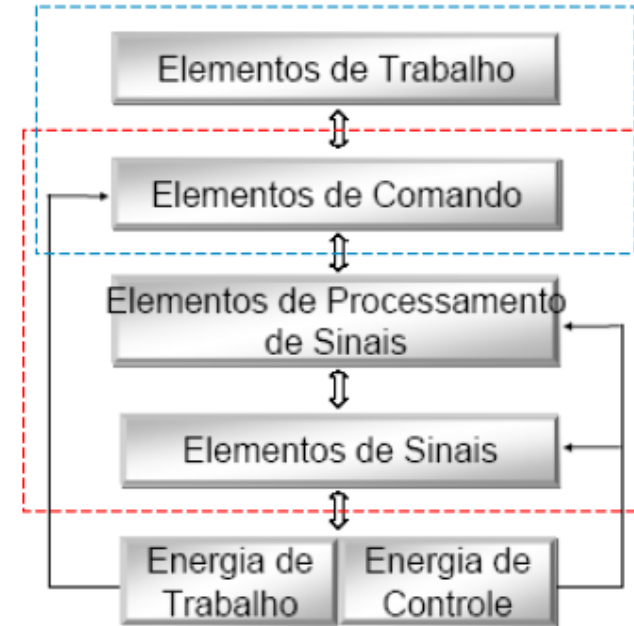 Elementos de Trabalho
Elementos de Comando
Elementos de Processamento
de Sinais
Elementos de Sinais
Energia de
Trabalho
Energia de
Controle